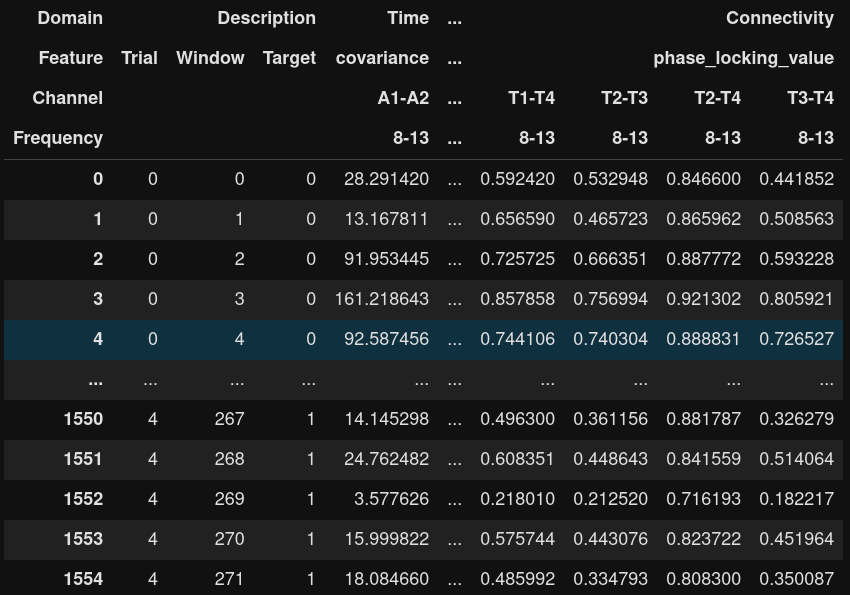 Domain Description Time ... Connectivity
Feature Trial Window Target covariance ... phase_locking_value
Channel A1-A2 ... T1-T4 T2-T3 T2-T4 T3-T4
Frequency 8-13 ... 8-13 8-13 8-13 8-13
0 0 0 0 28.291420 ... 0.592420 0.532948 0.846600 0.441852
1 0 1 0 13.167811 ... 0.656590 0.465723 0.865962 0.508563
2 0 2 0 91.953445 ... 0.725725 0.666351 0.887772 0.593228
3 0 3 0 161.218643 ... 0.857858 0.756994 0.921302 0.805921
4 0 4 0 92.587456 ... 0.744106 0.740304 0.888831 0.726527
... ... ... ... ... ... ... ... ... ...
1550 4 267 1 14.145298 ... 0.496300 0.361156 0.881787 0.326279
1551 4 268 1 24.762482 ... 0.608351 0.448643 0.841559 0.514064
1552 4 269 1 3.577626 ... 0.218010 0.212520 0.716193 0.182217
1553 4 270 1 15.999822 ... 0.575744 0.443076 0.823722 0.451964
1554 4 271 1 18.084660 ... 0.485992 0.334793 0.808300 0.350087